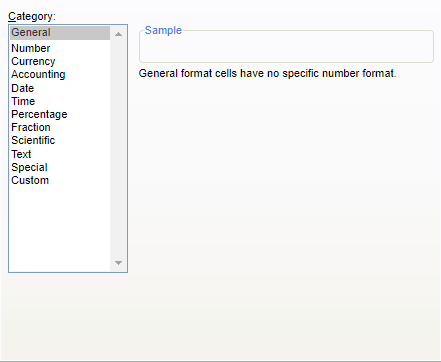 Category:
General
Number
Currency
Accounting
Date
Time
Percentage
Fraction
Scientific
Text
Special
Custom
Sample
General format cells have no specific number format.